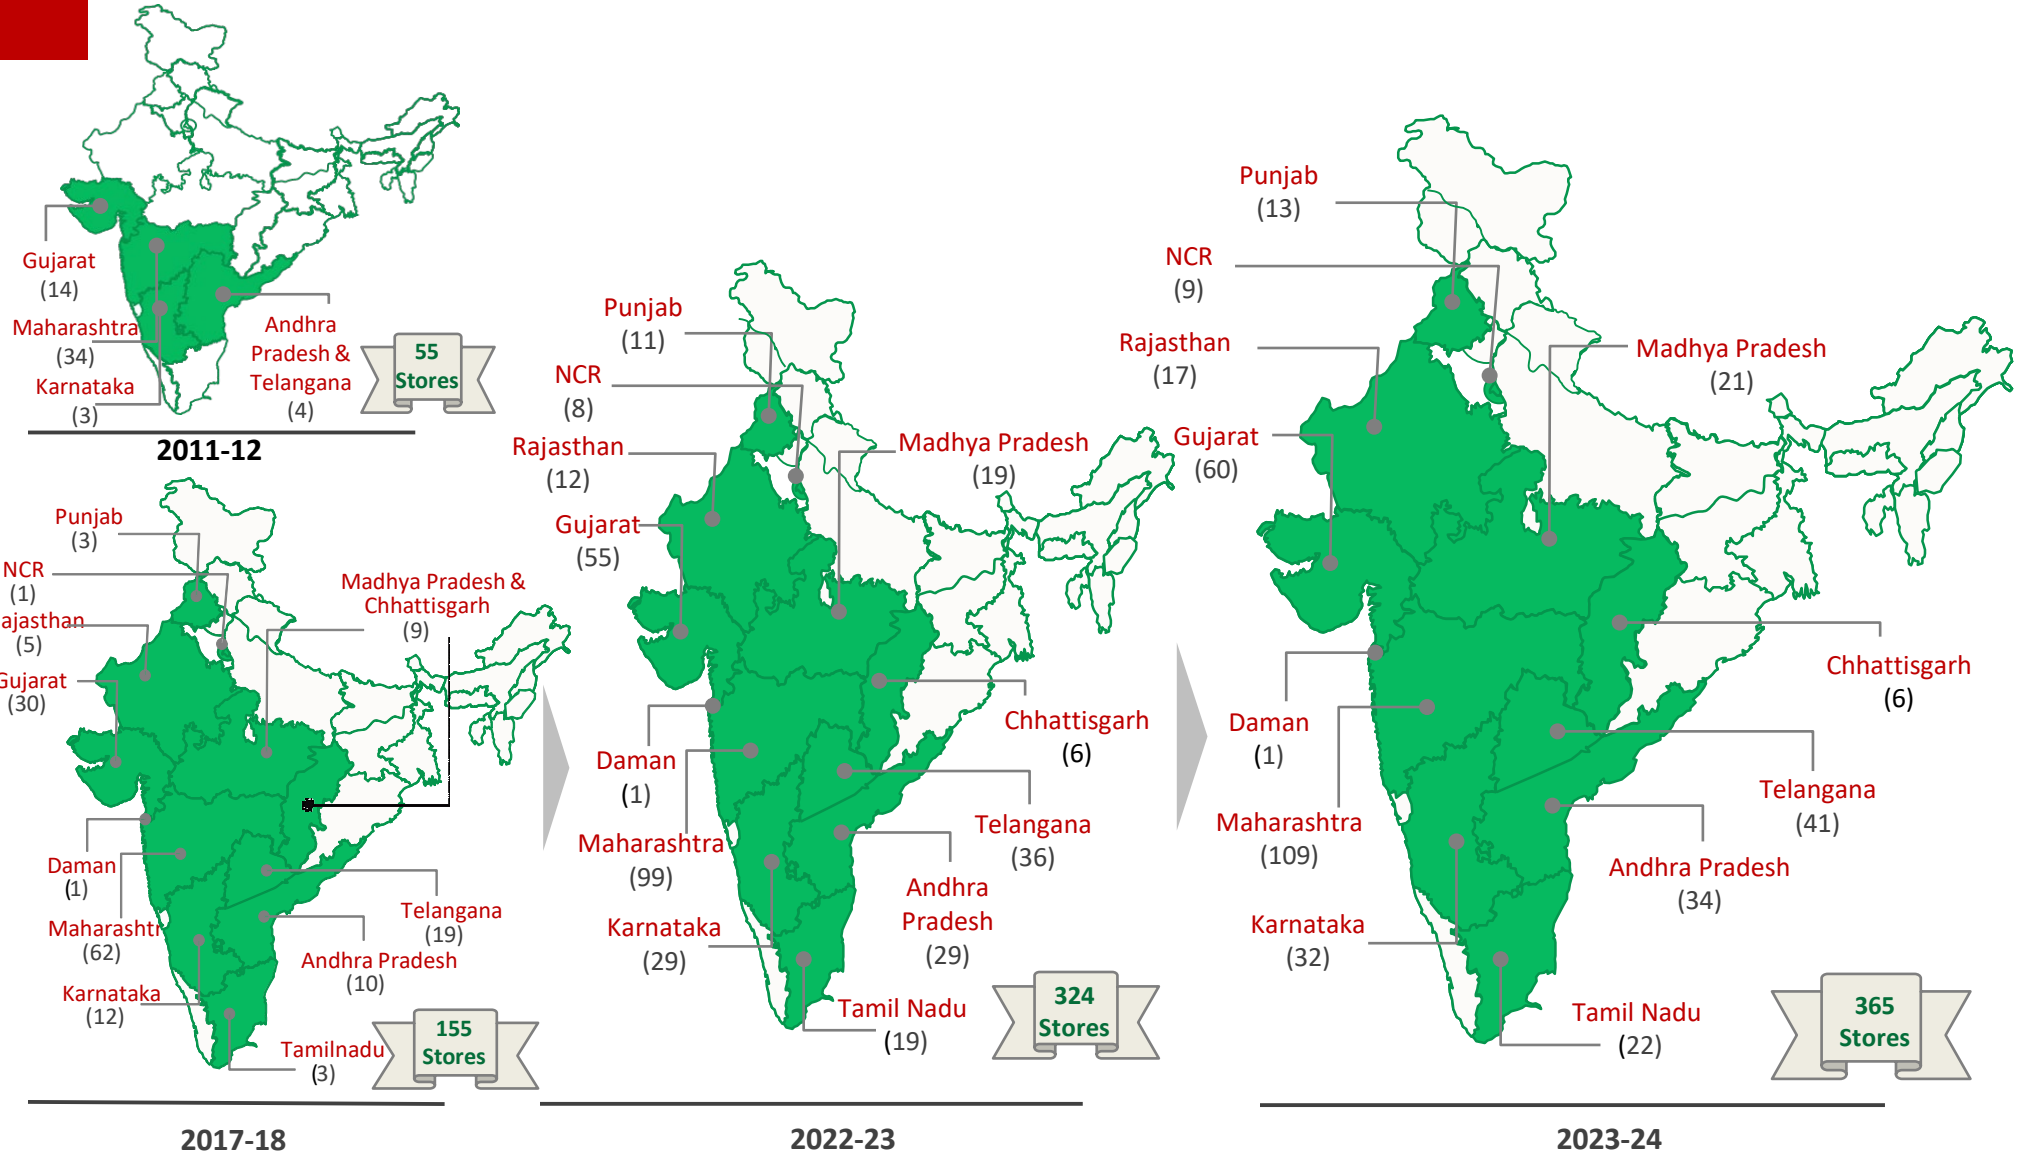 Gujarat
(14)
Maharashtra
(34)
Karnataka
(3)
Andhra
Pradesh &
Telangana
(4)
55
Stores
2011-12
Punjab
(3)
NCR
(1)
ajasthan
(5)
Gujarat
(30)
Madhya Pradesh &
Chhattisgarh
(9)
Daman
(1)
Maharashtr
(62)
Karnataka
(12)
Telangana
(19)
Andhra Pradesh
(10)
Tamilnadu
(3)
155
Stores
2017-18
Punjab
(11)
NCR
(8)
Rajasthan
(12)
Gujarat
(55)
Madhya Pradesh
(19)
Daman
(1)
Maharashtra
(99)
Karnataka
(29)
Chhattisgarh
(6)
Telangana
(36)
Andhra
Pradesh
(29)
Tamil Nadu
(19)
324
Stores
2022-23
Punjab
(13)
NCR
(9)
Rajasthan
(17)
Gujarat
(60)
Madhya Pradesh
(21)
Daman
(1)
Maharashtra
(109)
Karnataka
(32)
Chhattisgarh
(6)
Telangana
(41)
Andhra Pradesh
(34)
Tamil Nadu
(22)
365
Stores
2023-24